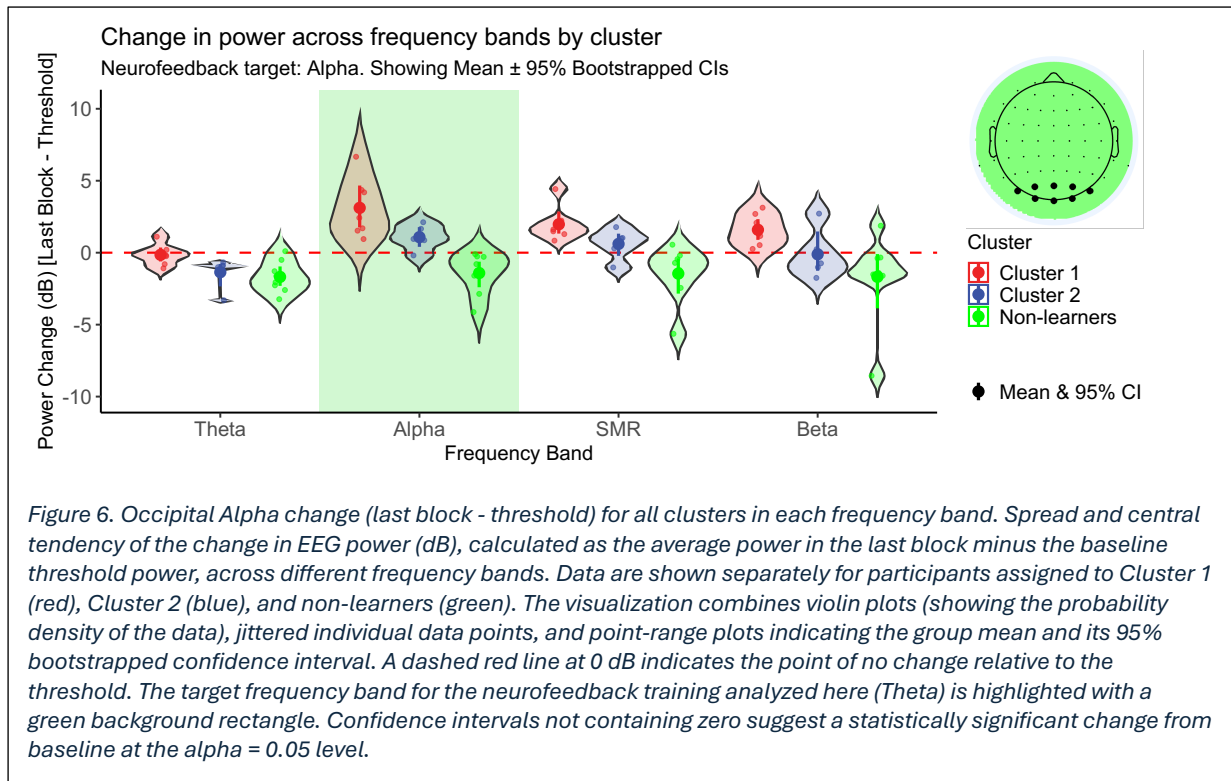 Change in power across frequency bands by cluster
Neurofeedback target: Alpha. Showing Mean ± 95% Bootstrapped CIs
Power Change (dB) [Last Block - Threshold]
10
5
0
-5
-10
Theta
Alpha
SMR
Beta
Frequency Band
Cluster
Cluster 1
Cluster 2
Non-learners
Mean & 95% CI
Figure 6. Occipital Alpha change (last block - threshold) for all clusters in each frequency band. Spread and central
tendency of the change in EEG power (dB), calculated as the average power in the last block minus the baseline
threshold power, across different frequency bands. Data are shown separately for participants assigned to Cluster 1
(red), Cluster 2 (blue), and non-learners (green). The visualization combines violin plots (showing the probability
density of the data), jittered individual data points, and point-range plots indicating the group mean and its 95%
bootstrapped confidence interval. A dashed red line at 0 dB indicates the point of no change relative to the
threshold. The target frequency band for the neurofeedback training analyzed here (Theta) is highlighted with a
green background rectangle. Confidence intervals not containing zero suggest a statistically significant change from
baseline at the alpha = 0.05 level.